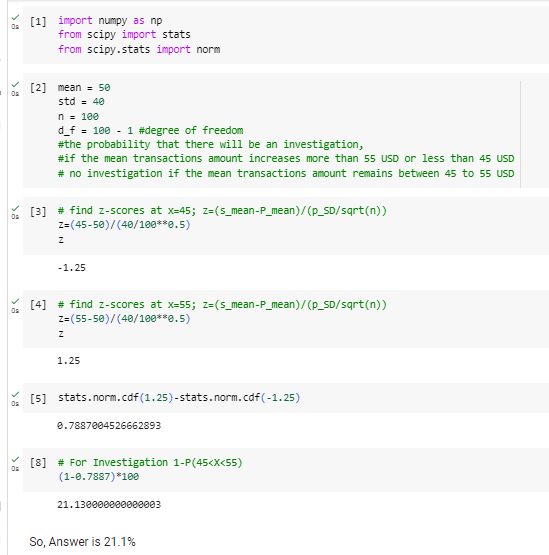 [1] import numpy as np
0s
from scipy import stats
from scipy.stats import norm
[2] mean = 50
0s
std = 40
n = 100
d_f = 100 - 1 #degree of freedom
#the probability that there will be an investigation,
#if the mean transactions amount increases more than 55 USD or less than 45 USD
# no investigation if the mean transactions amount remains between 45 to 55 USD
[3] # find z-scores at x=45; z=(s_mean-P_mean)/(p_SD/sqrt(n))
0s
z=(45-50)/(40/100**0.5)
z
-1.25
[4] # find z-scores at x=55; z=(s_mean-P_mean)/(p_SD/sqrt(n))
0s
z=(55-50)/(40/100**0.5)
z
1.25
[5] stats.norm.cdf(1.25)-stats.norm.cdf(-1.25)
0s
0.7887004526662893
[8] # For Investigation 1-P(45<X<55)
0s
(1-0.7887)*100
21.130000000000003
So, Answer is 21.1%